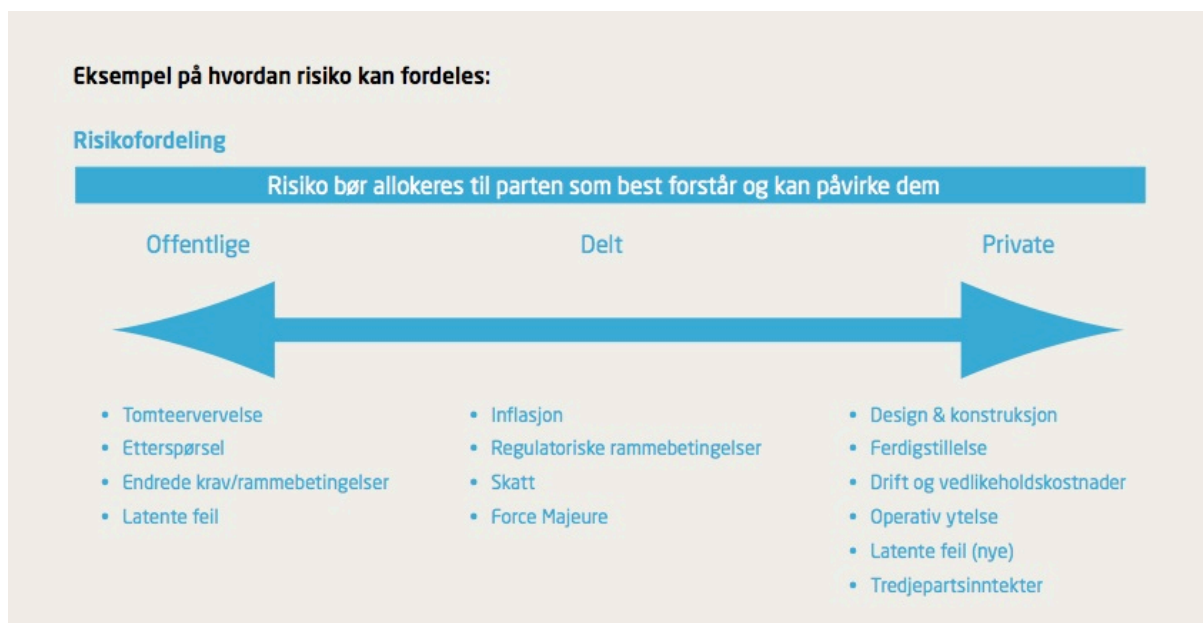 Eksempel på hvordan risiko kan fordeles:
Risikofordeling
Risiko bør allokeres til parten som best forstår og kan påvirke dem
Offentlige
Delt
Private
• Tomteervervelse
• Etterspørsel
• Endrede krav/rammebetingelser
• Latente feil
• Inflasjon
• Regulatoriske rammebetingelser
• Skatt
• Force Majeure
• Design & konstruksjon
• Ferdigstillelse
• Drift og vedlikeholdskostnader
• Operativ ytelse
• Latente feil (nye)
• Tredjepartsinntekter